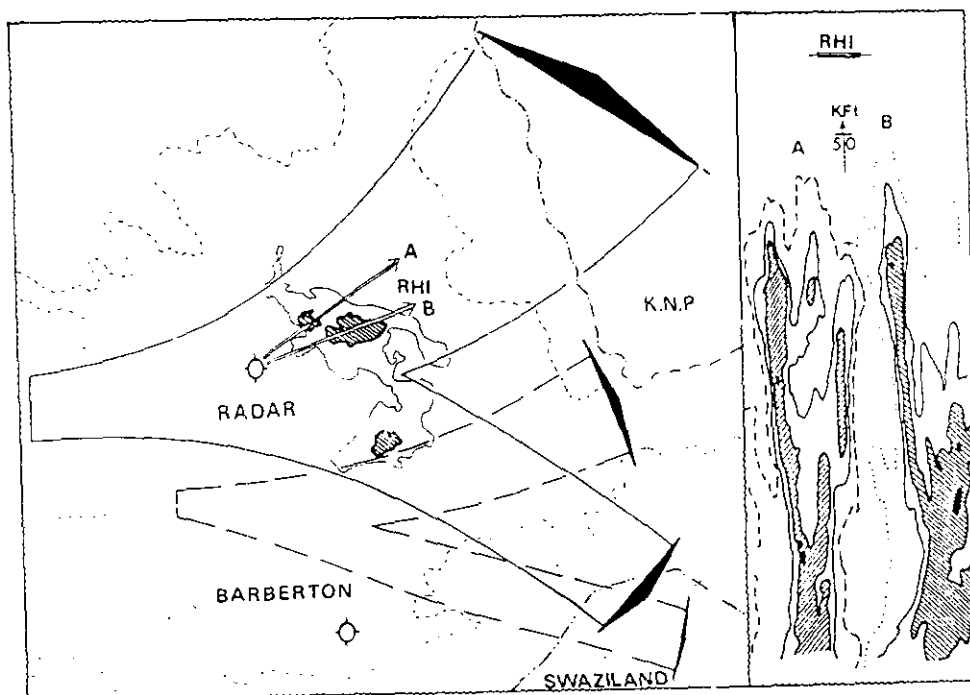 A
RHI
B
K.N.P
RADAR
BARBERTON
SWAZILAND
RHI
KFt
50
A
B